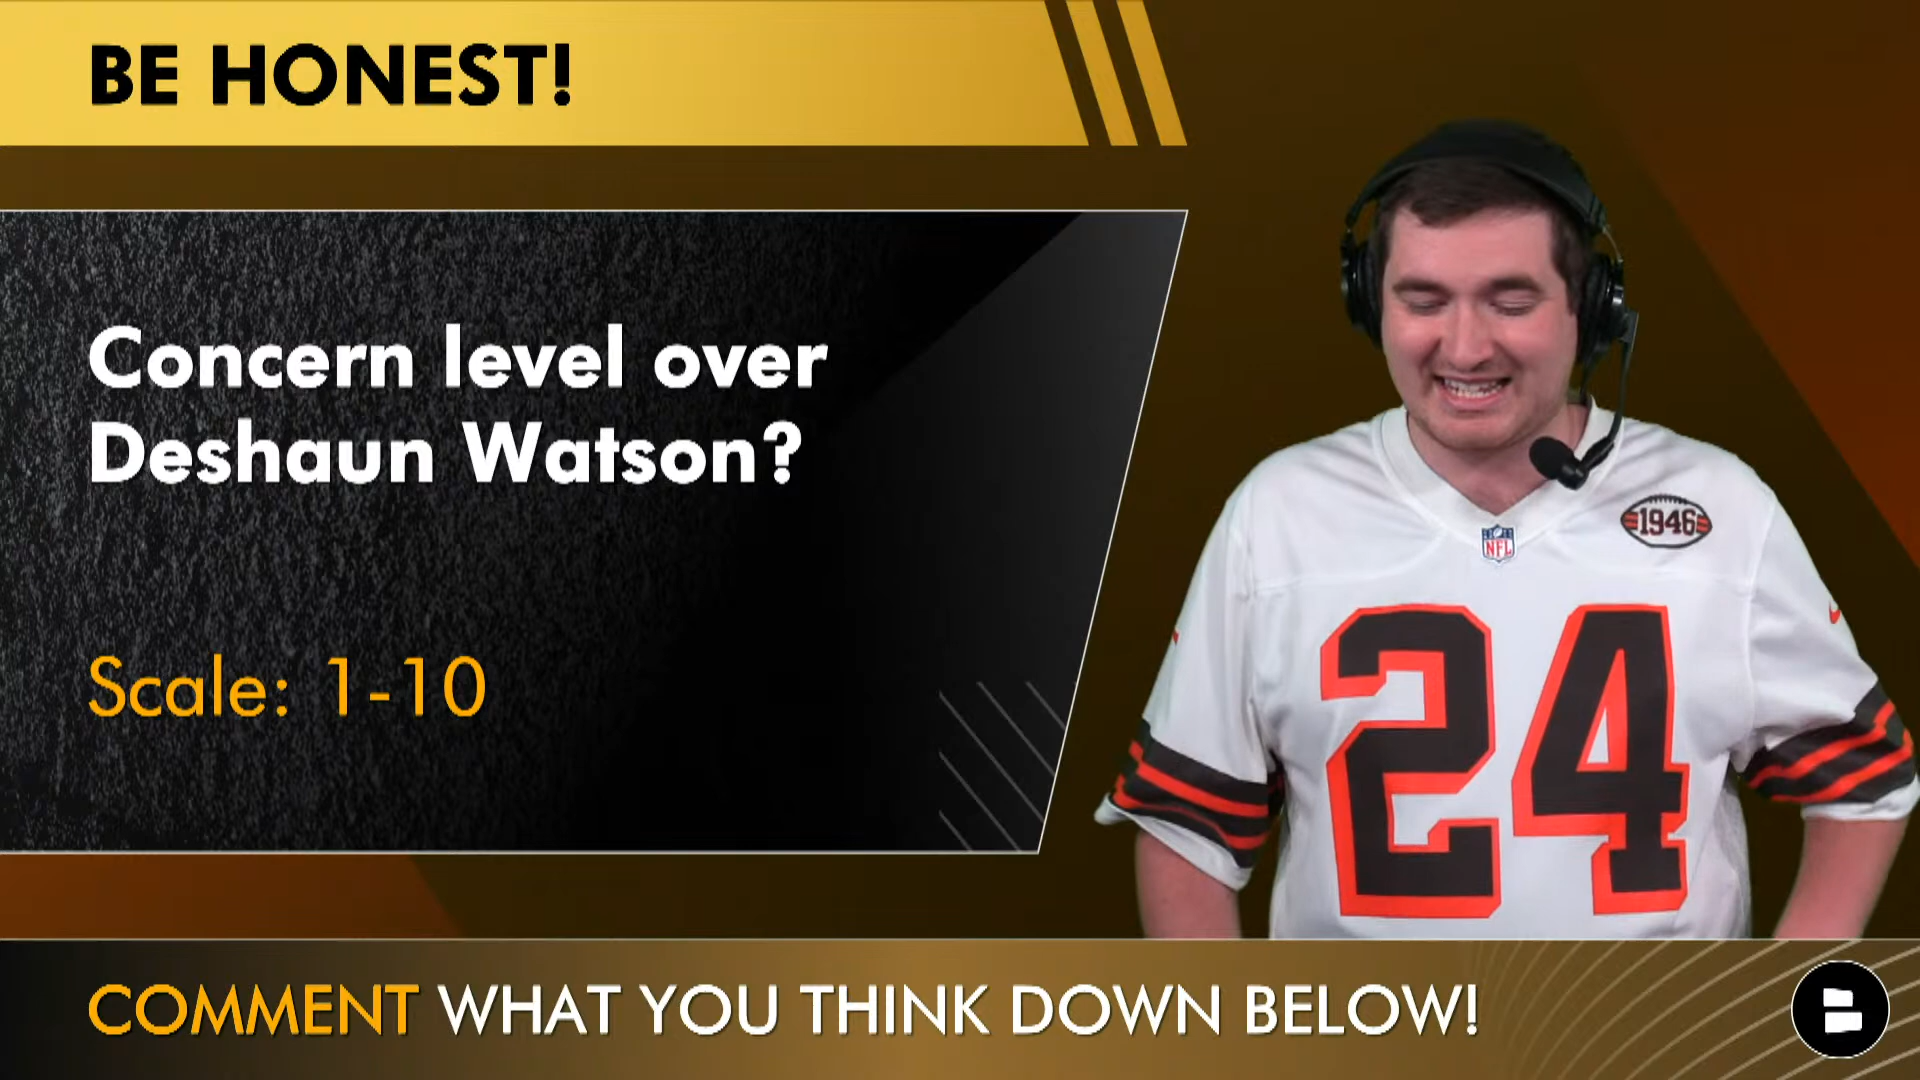 BE HONEST!
Concern level over
Deshaun Watson?
Scale: 1-10
1946
NFL
24
COMMENT WHAT YOU THINK DOWN BELOW!